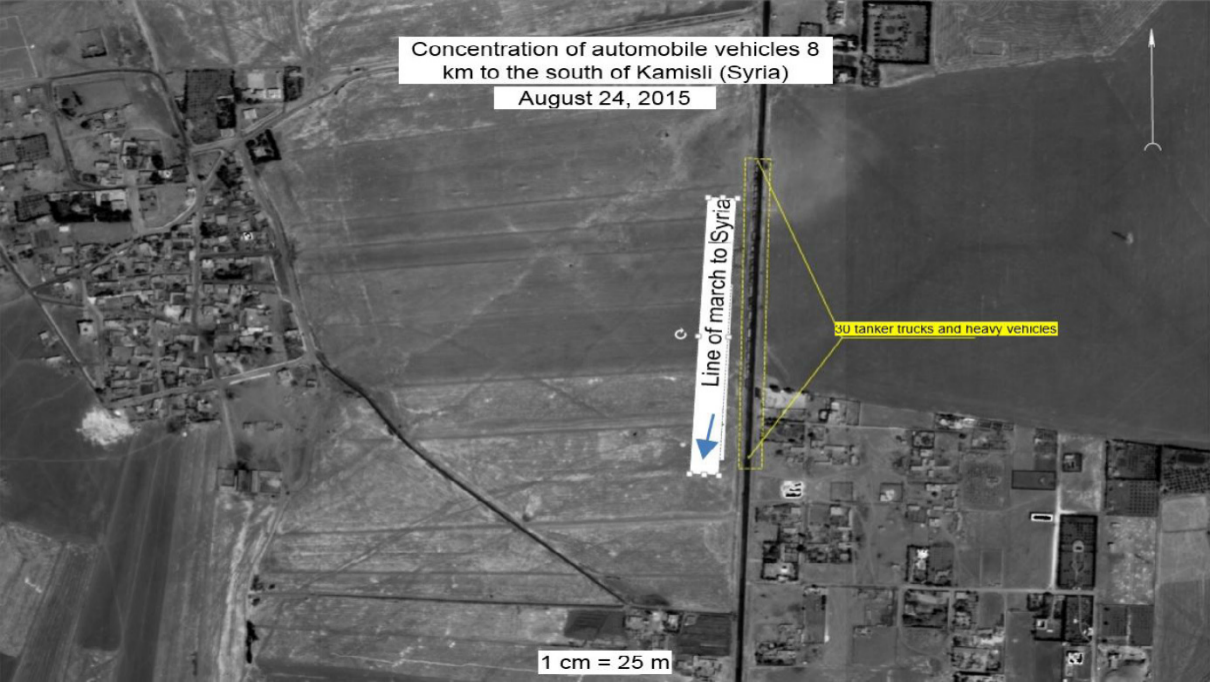 Concentration of automobile vehicles 8
km to the south of Kamisli (Syria)
August 24, 2015
Line of march to Syria
30 tanker trucks and heavy vehicles
1 cm = 25 m